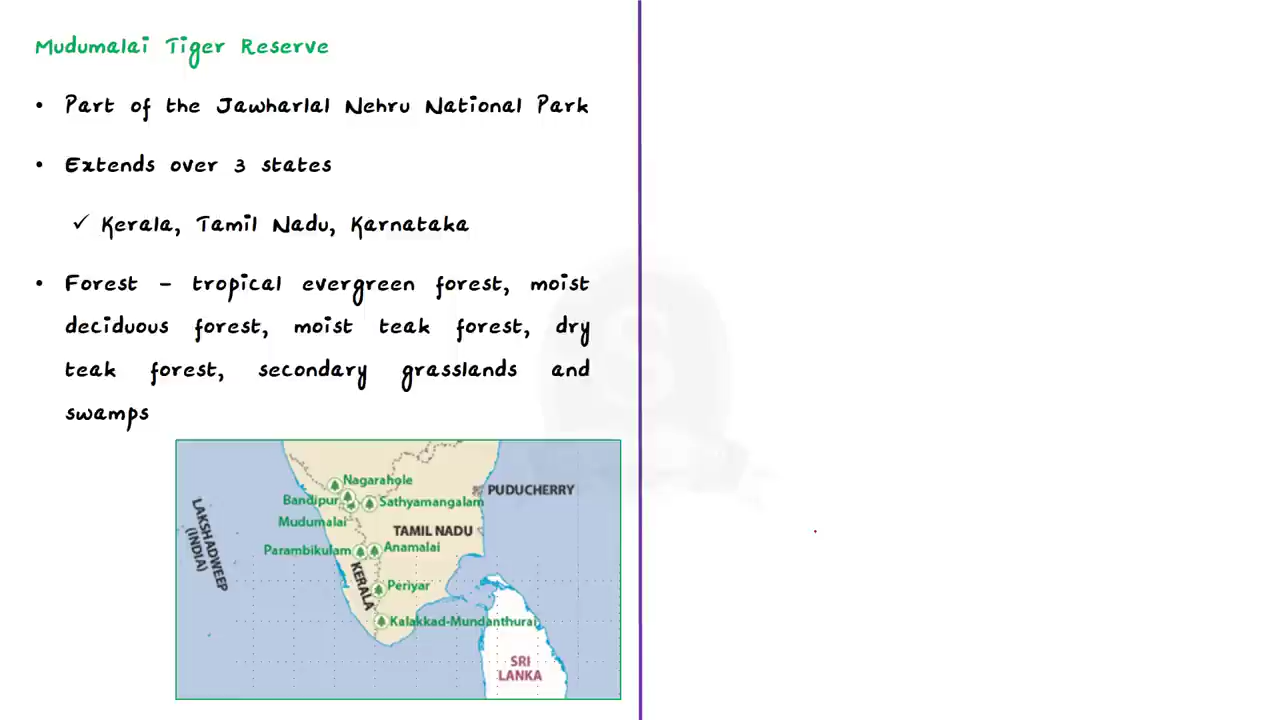 Mudumalai Tiger Reserve
• Part of the Jawharlal Nehru National Park
• Extends over 3 states
✓ Kerala, Tamil Nadu, Karnataka
• Forest - tropical evergreen forest, moist
deciduous forest, moist teak forest, dry
teak forest, secondary grasslands and
swamps
Nagarahole
Bandipur
Sathyamangalam
Mudumalai
PUDUCHERRY
TAMIL NADU
LAKSHADWEEP
(INDIA)
Parambikulam
Anamalai
KERALA
Periyar
Kalakkad-Mundanthurai
SRI
LANKA